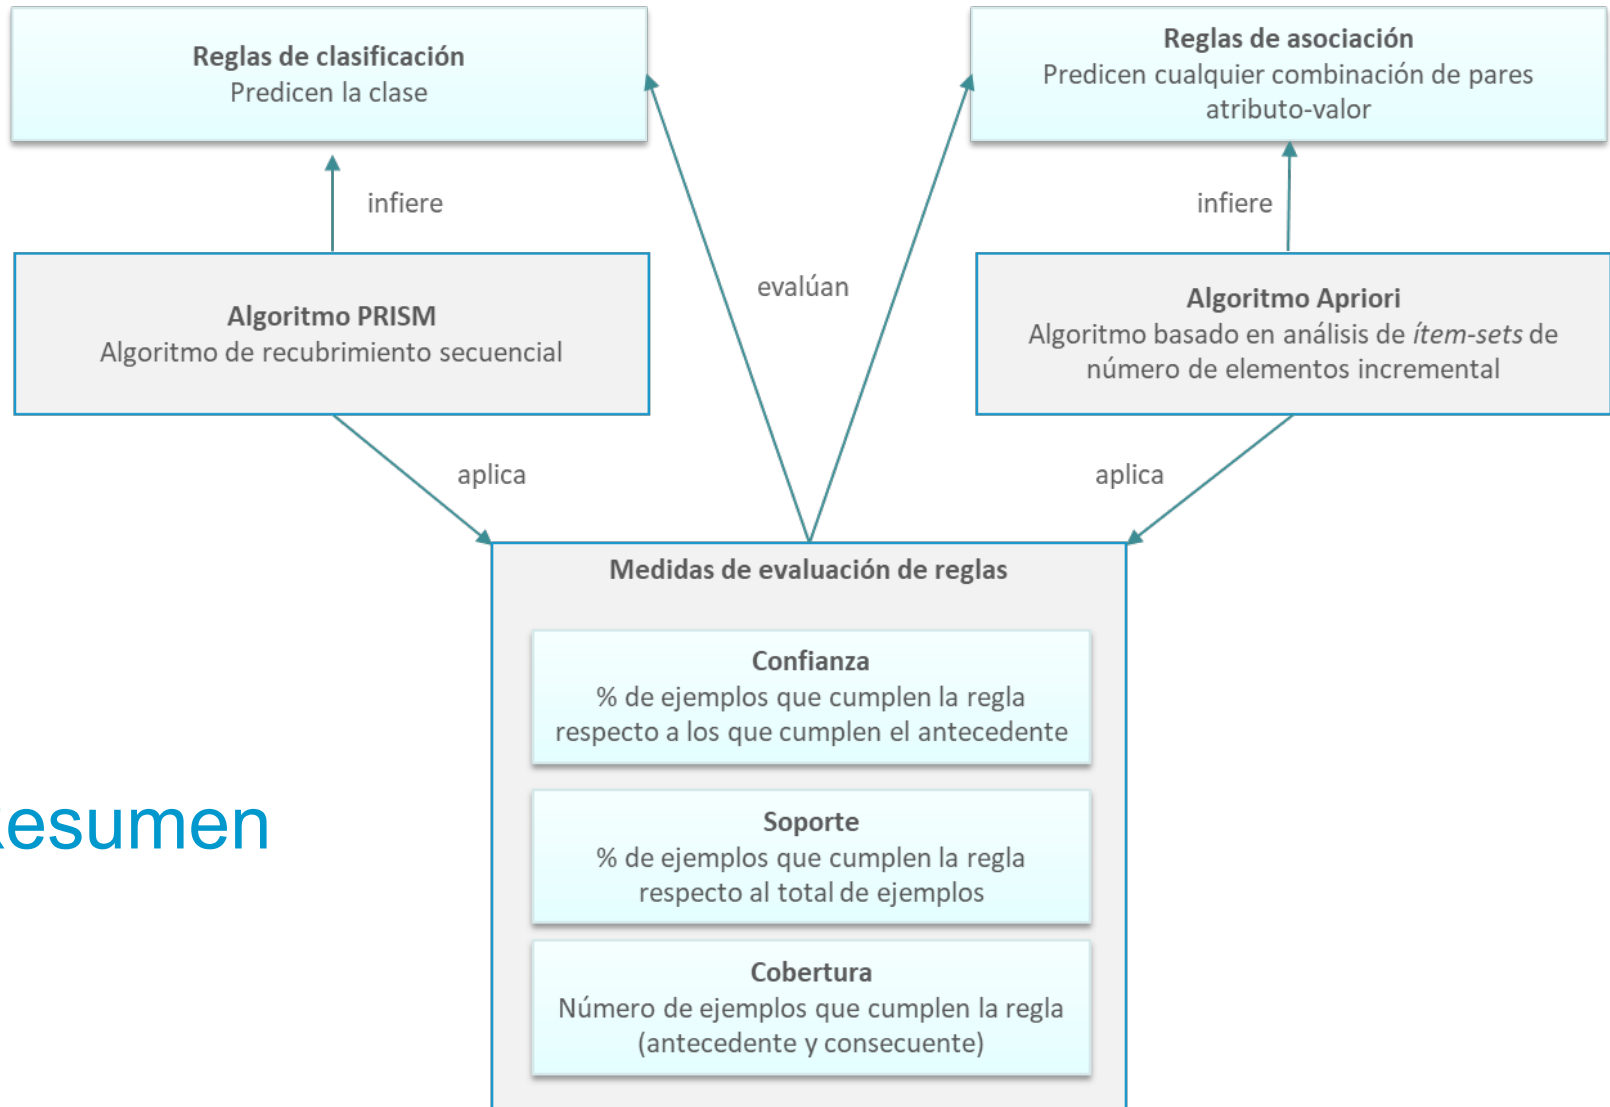 Reglas de clasificación
Predicen la clase
Reglas de asociación
Predicen cualquier combinación de pares
atributo-valor
infiere
infiere
Algoritmo PRISM
Algoritmo de recubrimiento secuencial
evalúan
Algoritmo Apriori
Algoritmo basado en análisis de ítem-sets de
número de elementos incremental
aplica
aplica
Medidas de evaluación de reglas
Confianza
% de ejemplos que cumplen la regla
respecto a los que cumplen el antecedente
Soporte
% de ejemplos que cumplen la regla
respecto al total de ejemplos
Cobertura
Número de ejemplos que cumplen la regla
(antecedente y consecuente)
esumen